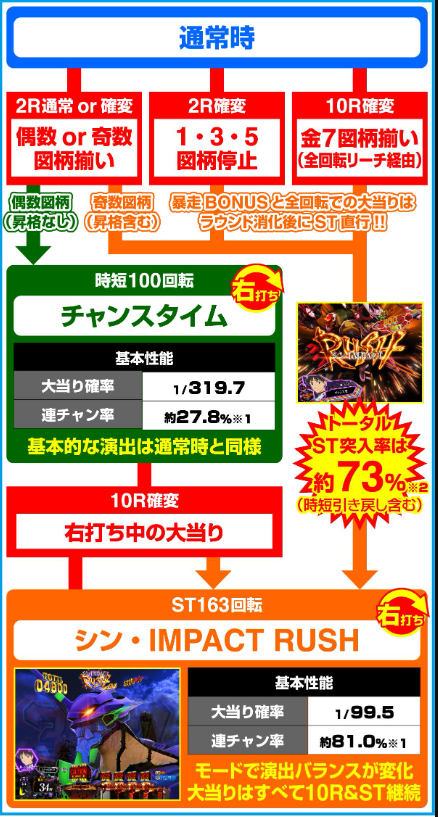 通常時
2R通常 or 確変
偶数 or 奇数
図柄揃い
2R確変
1・3・5
図柄停止
10R確変
金7図柄揃い
(全回転リーチ経由)
偶数図柄
(昇格なし)
奇数図柄
(昇格含む)
暴走BONUSと全回転での大当りは
ラウンド消化後にST直行!!
時短100回転
右打ち
チャンスタイム
基本性能
大当り確率 1/319.7
連チャン率 約27.8%※1
基本的な演出は通常時と同様
RUSH
トータル
ST突入率は
約73%※2
(時短引き戻し含む)
10R確変
右打ち中の大当り
ST163回転
右打ち
シン・IMPACT RUSH
基本性能
大当り確率 1/99.5
連チャン率 約81.0%※1
モードで演出バランスが変化
大当りはすべて10R&ST継続